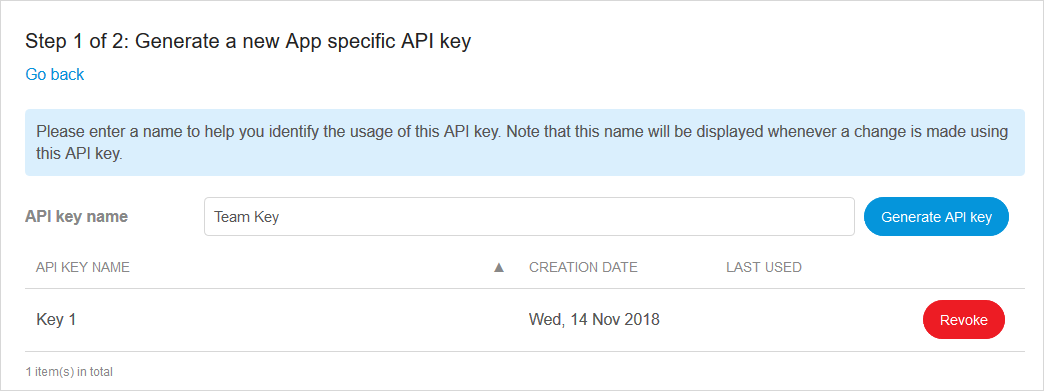 Step 1 of 2: Generate a new App specific API key
Go back
Please enter a name to help you identify the usage of this API key. Note that this name will be displayed whenever a change is made using
this API key.
API key name Team Key Generate API key
API KEY NAME ▲ CREATION DATE LAST USED
Key 1 Wed, 14 Nov 2018 Revoke
1 item(s) in total